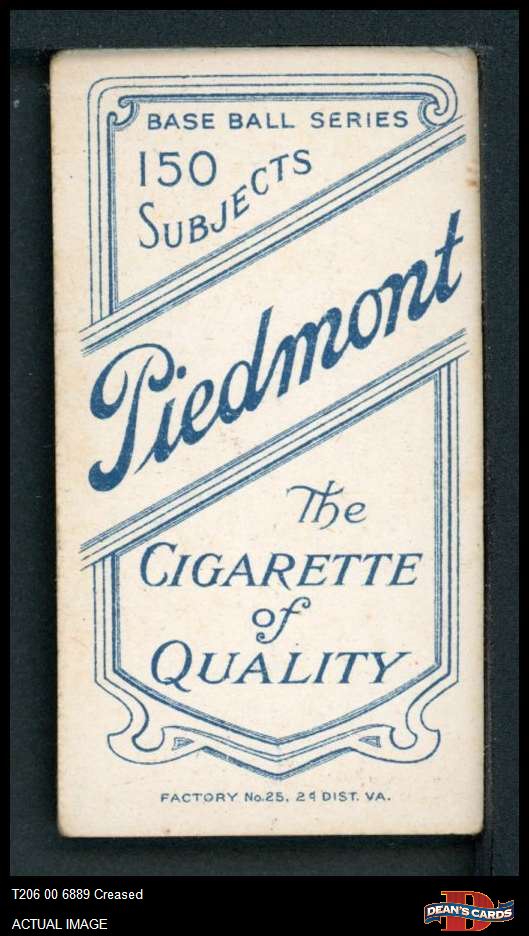 BASE BALL SERIES
150
SUBJECTS
Piedmont
The
CIGARETTE
of
QUALITY
FACTORY No.25, 2d DIST. VA.
T206 00 6889 Creased
ACTUAL IMAGE
D
DEAN'S CARDS